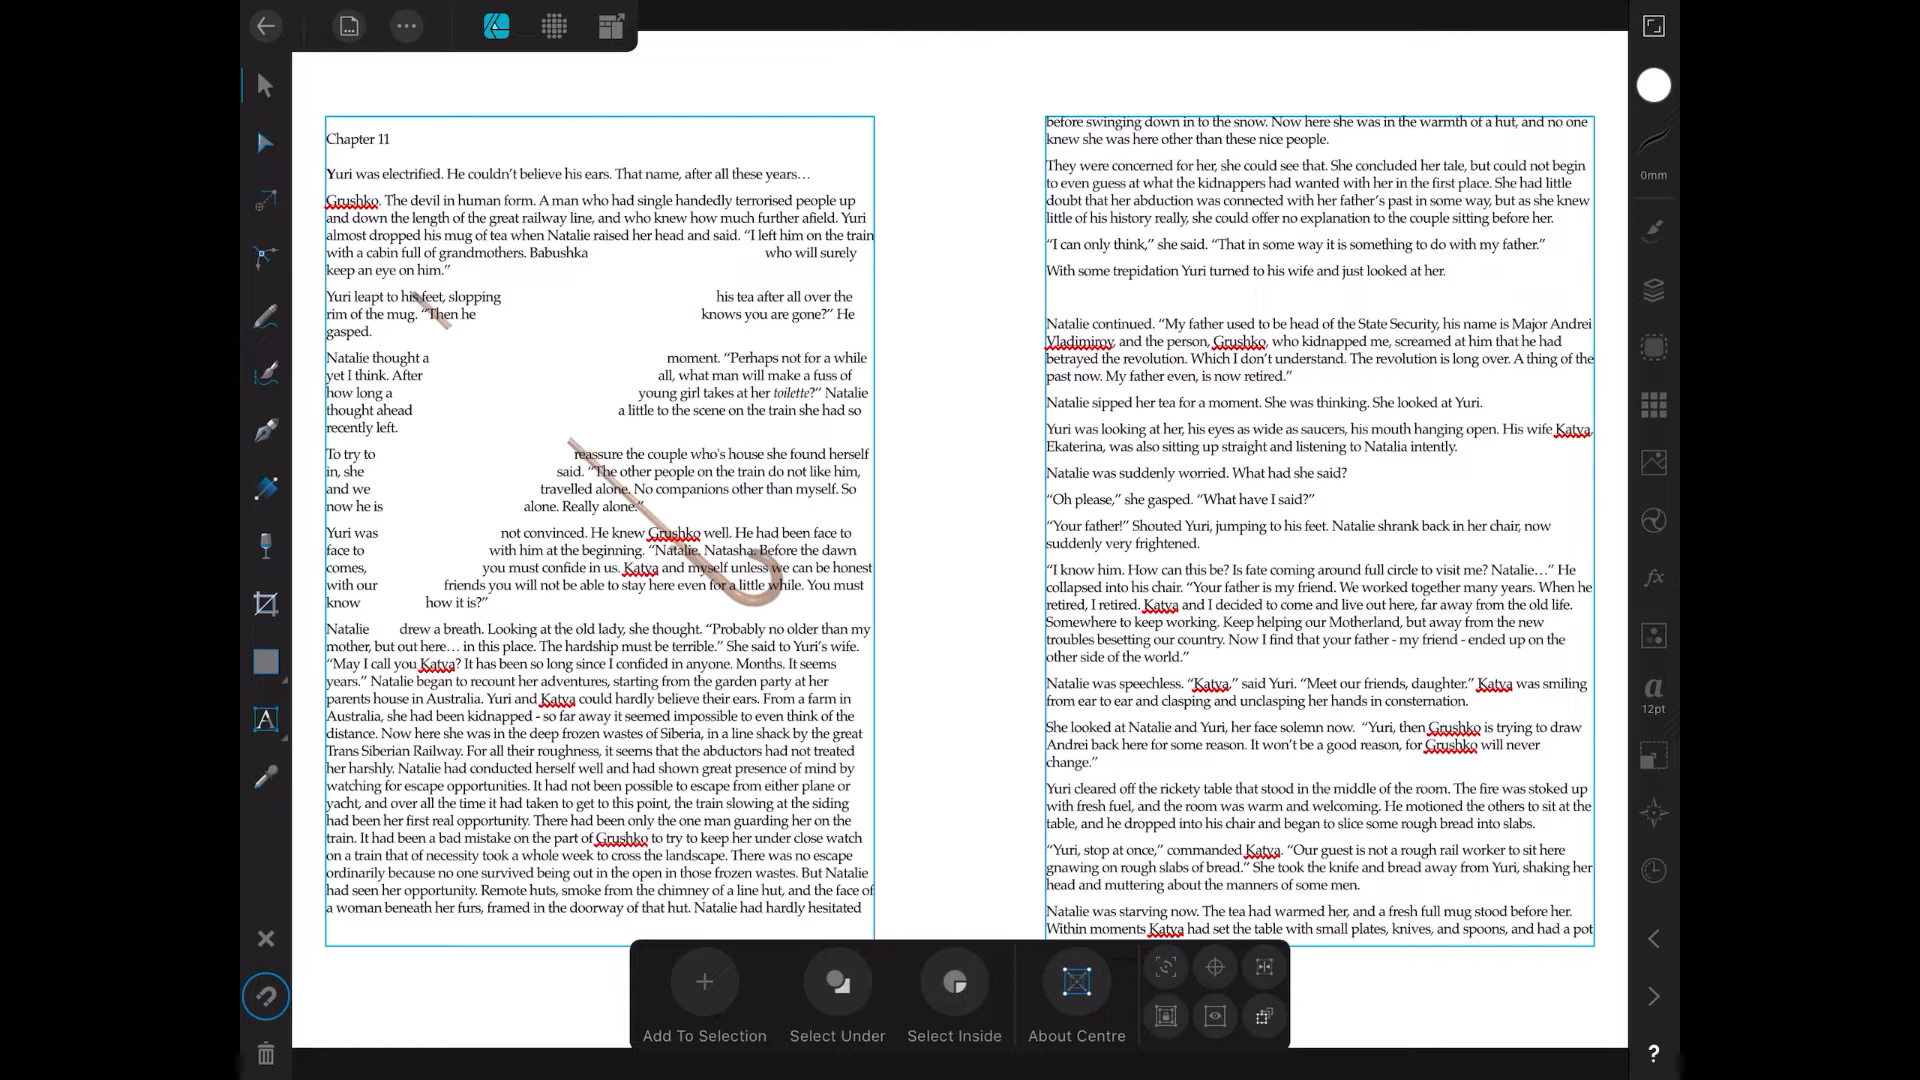 Chapter 11
Yuri was electrified. He couldn’t believe his ears. That name, after all these years…
Grushko. The devil in human form. A man who had single handedly terrorised people up
and down the length of the great railway line, and who knew how much further afield. Yuri
almost dropped his mug of tea when Natalie raised her head and said. “I left him on the train
with a cabin full of grandmothers. Babushka who will surely
keep an eye on him.”
Yuri leapt to his feet, slopping his tea after all over the
rim of the mug. “Then he knows you are gone?” He
gasped.
Natalie thought a moment. “Perhaps not for a while
yet I think. After all, what man will make a fuss of
how long a young girl takes at her toilette?” Natalie
thought ahead a little to the scene on the train she had so
recently left.
To try to reassure the couple who's house she found herself
in, she said. “The other people on the train do not like him,
and we travelled alone. No companions other than myself. So
now he is alone. Really alone.”
Yuri was not convinced. He knew Grushko well. He had been face to
face to with him at the beginning. “Natalie, Natasha. Before the dawn
comes, you must confide in us. Katya and myself unless we can be honest
with our friends you will not be able to stay here even for a little while. You must
know how it is?”
Natalie drew a breath. Looking at the old lady, she thought. “Probably no older than my
mother, but out here… in this place. The hardship must be terrible.” She said to Yuri’s wife.
“May I call you Katya? It has been so long since I confided in anyone. Months. It seems
years.” Natalie began to recount her adventures, starting from the garden party at her
parents house in Australia. Yuri and Katya could hardly believe their ears. From a farm in
Australia, she had been kidnapped - so far away it seemed impossible to even think of the
distance. Now here she was in the deep frozen wastes of Siberia, in a line shack by the great
Trans Siberian Railway. For all their roughness, it seems that the abductors had not treated
her harshly. Natalie had conducted herself well and had shown great presence of mind by
watching for escape opportunities. It had not been possible to escape from either plane or
yacht, and over all the time it had taken to get to this point, the train slowing at the siding
had been her first real opportunity. There had been only the one man guarding her on the
train. It had been a bad mistake on the part of Grushko to try to keep her under close watch
on a train that of necessity took a whole week to cross the landscape. There was no escape
ordinarily because no one survived being out in the open in those frozen wastes. But Natalie
had seen her opportunity. Remote huts, smoke from the chimney of a line hut, and the face of
a woman beneath her furs, framed in the doorway of that hut. Natalie had hardly hesitated
before swinging down in to the snow. Now here she was in the warmth of a hut, and no one
knew she was here other than these nice people.
They were concerned for her, she could see that. She concluded her tale, but could not begin
to even guess at what the kidnappers had wanted with her in the first place. She had little
doubt that her abduction was connected with her father’s past in some way, but as she knew
little of his history really, she could offer no explanation to the couple sitting before her.
“I can only think,” she said. “That in some way it is something to do with my father.”
With some trepidation Yuri turned to his wife and just looked at her.
Natalie continued. “My father used to be head of the State Security, his name is Major Andrei
Vladimirov, and the person, Grushko, who kidnapped me, screamed at him that he had
betrayed the revolution. Which I don’t understand. The revolution is long over. A thing of the
past now. My father even, is now retired.”
Natalie sipped her tea for a moment. She was thinking. She looked at Yuri.
Yuri was looking at her, his eyes as wide as saucers, his mouth hanging open. His wife Katya,
Ekaterina, was also sitting up straight and listening to Natalia intently.
Natalie was suddenly worried. What had she said?
“Oh please,” she gasped. “What have I said?”
“Your father!” Shouted Yuri, jumping to his feet. Natalie shrank back in her chair, now
suddenly very frightened.
“I know him. How can this be? Is fate coming around full circle to visit me? Natalie…” He
collapsed into his chair. “Your father is my friend. We worked together many years. When he
retired, I retired. Katya and I decided to come and live out here, far away from the old life.
Somewhere to keep working. Keep helping our Motherland, but away from the new
troubles besetting our country. Now I find that your father - my friend - ended up on the
other side of the world.”
Natalie was speechless. “Katya,” said Yuri. “Meet our friends, daughter.” Katya was smiling
from ear to ear and clasping and unclasping her hands in consternation.
She looked at Natalie and Yuri, her face solemn now.  “Yuri, then Grushko is trying to draw
Andrei back here for some reason. It won’t be a good reason, for Grushko will never
change.”
Yuri cleared off the rickety table that stood in the middle of the room. The fire was stoked up
with fresh fuel, and the room was warm and welcoming. He motioned the others to sit at the
table, and he dropped into his chair and began to slice some rough bread into slabs.
“Yuri, stop at once,” commanded Katya. “Our guest is not a rough rail worker to sit here
gnawing on rough slabs of bread.” She took the knife and bread away from Yuri, shaking her
head and muttering about the manners of some men.
Natalie was starving now. The tea had warmed her, and a fresh full mug stood before her.
Within moments Katya had set the table with small plates, knives, and spoons, and had a pot
0mm
fx
a
12pt
A
Add To Selection
Select Under
Select Inside
About Centre
?